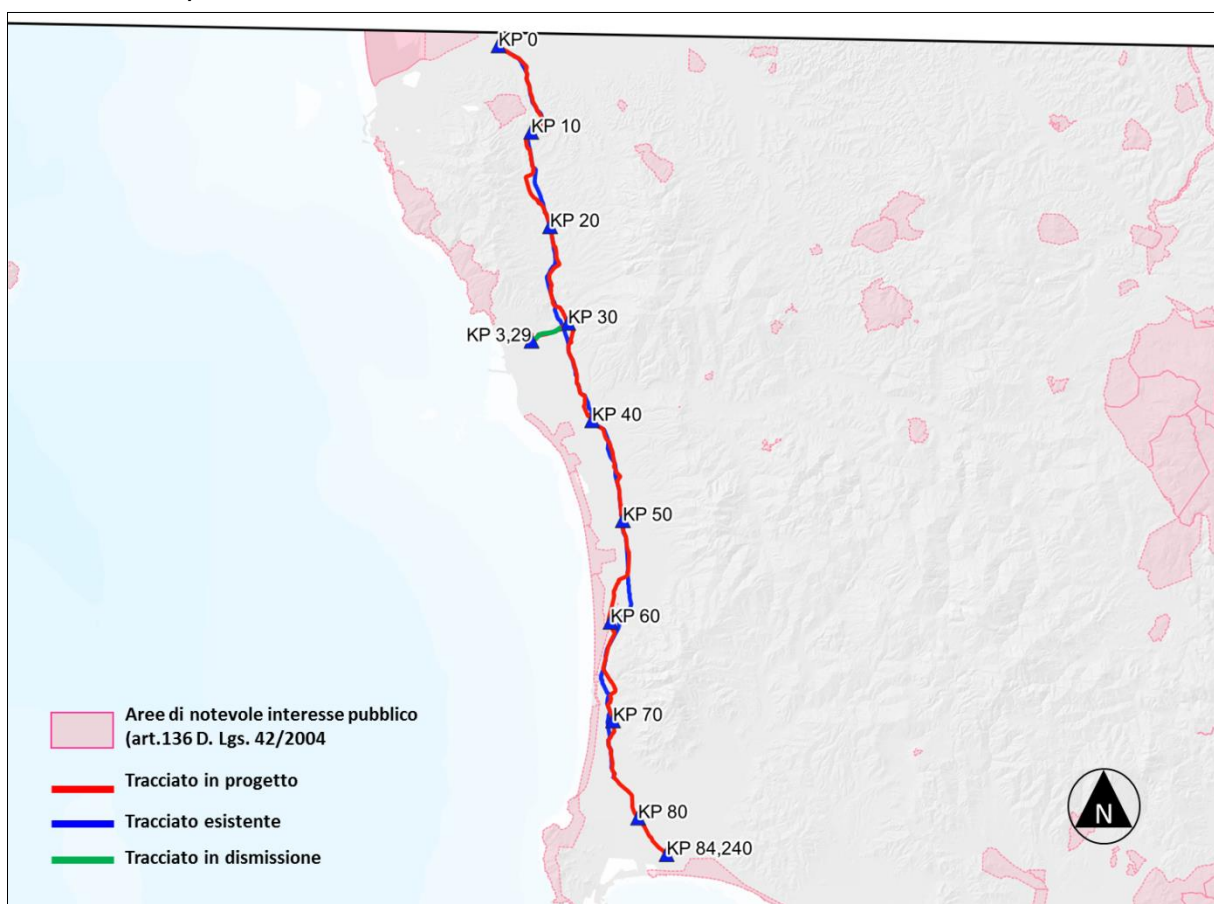 KP 0
KP 10
KP 20
KP 30
KP 3,29
KP 40
KP 50
KP 60
KP 70
KP 80
KP 84,240
Aree di notevole interesse pubblico
(art.136 D. Lgs. 42/2004
Tracciato in progetto
Tracciato esistente
Tracciato in dismissione
N